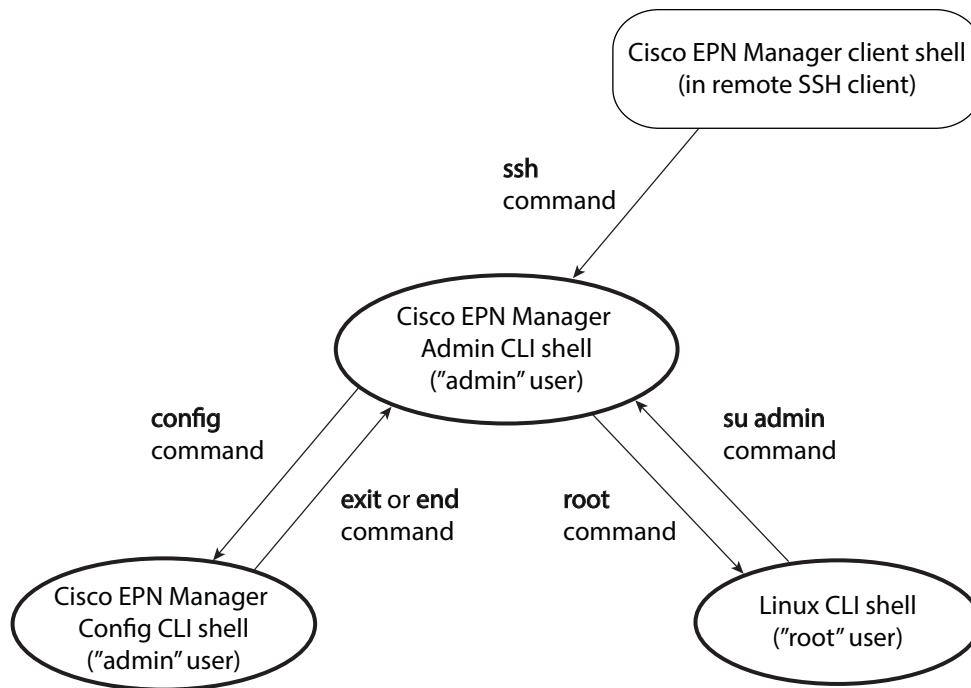 Cisco EPN Manager client shell
(in remote SSH client)
ssh
command
Cisco EPN Manager
Admin CLI shell
(”admin” user)
config
command
su admin
command
exit or end
command
root
command
Cisco EPN Manager
Config CLI shell
(”admin” user)
Linux CLI shell
(”root” user)